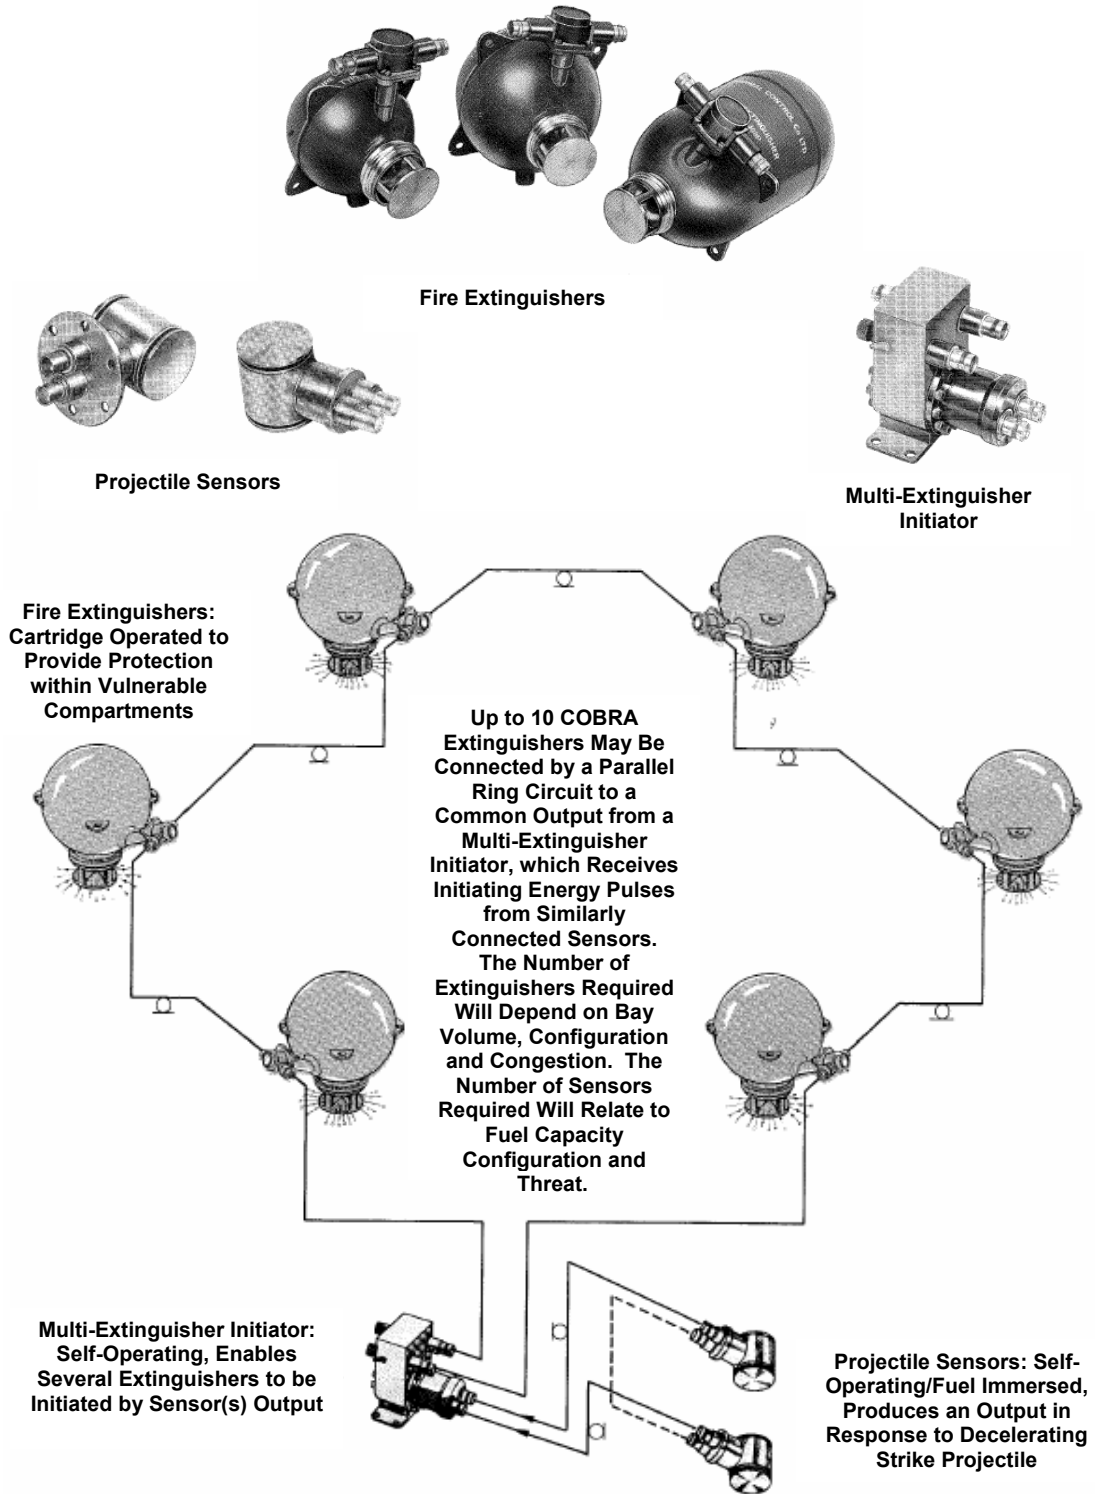 CONTROL Co LTD
EXTINGUISHER
Fire Extinguishers
Projectile Sensors
Multi-Extinguisher
Initiator
Fire Extinguishers:
Cartridge Operated to
Provide Protection
within Vulnerable
Compartments
Up to 10 COBRA
Extinguishers May Be
Connected by a Parallel
Ring Circuit to a
Common Output from a
Multi-Extinguisher
Initiator, which Receives
Initiating Energy Pulses
from Similarly
Connected Sensors.
The Number of
Extinguishers Required
Will Depend on Bay
Volume, Configuration
and Congestion. The
Number of Sensors
Required Will Relate to
Fuel Capacity
Configuration and
Threat.
Multi-Extinguisher Initiator:
Self-Operating, Enables
Several Extinguishers to be
Initiated by Sensor(s) Output
Projectile Sensors: Self-
Operating/Fuel Immersed,
Produces an Output in
Response to Decelerating
Strike Projectile